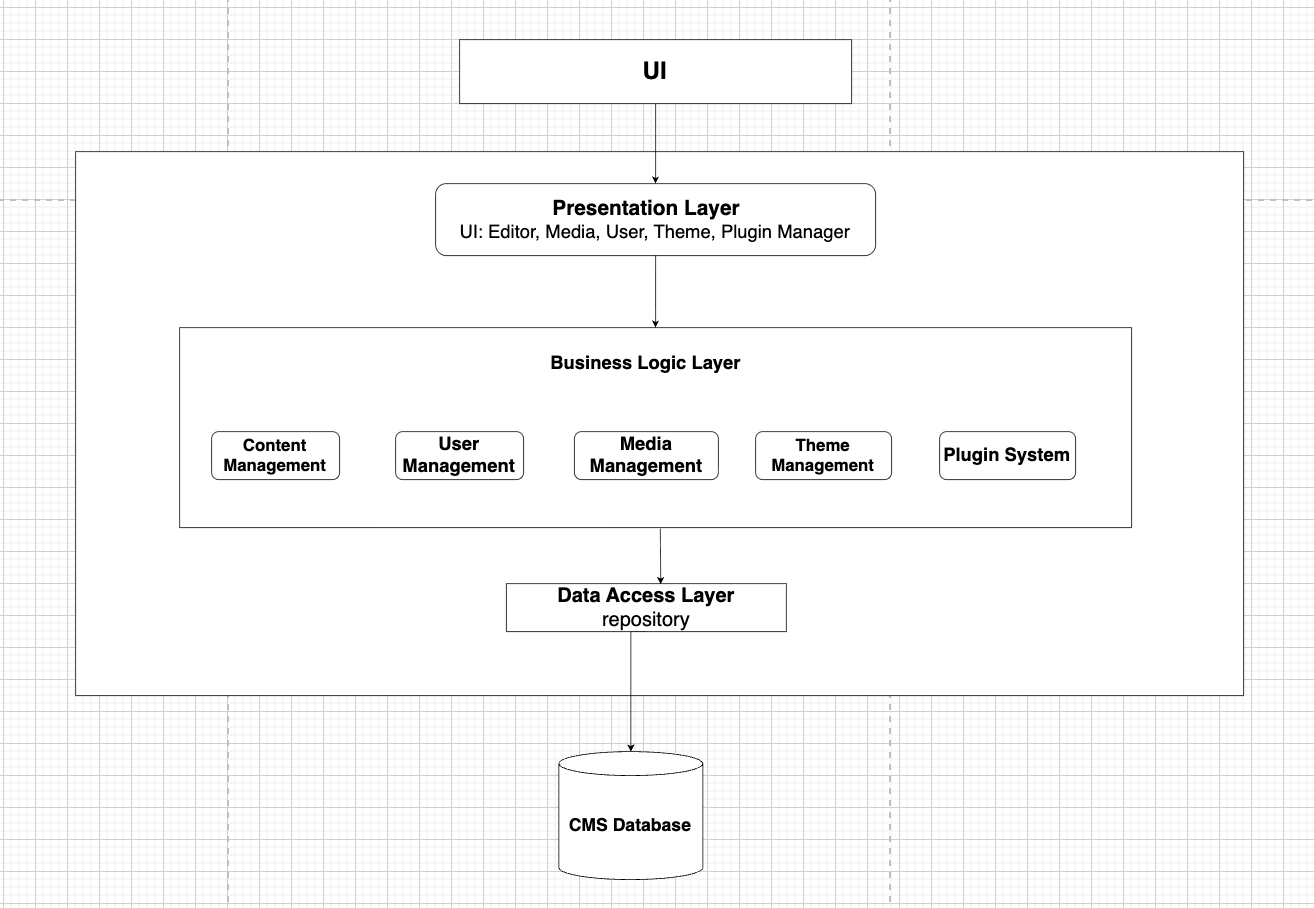 UI
Presentation Layer
UI: Editor, Media, User, Theme, Plugin Manager
Business Logic Layer
Content
Management
User
Management
Media
Management
Theme
Management
Plugin System
Data Access Layer
repository
CMS Database